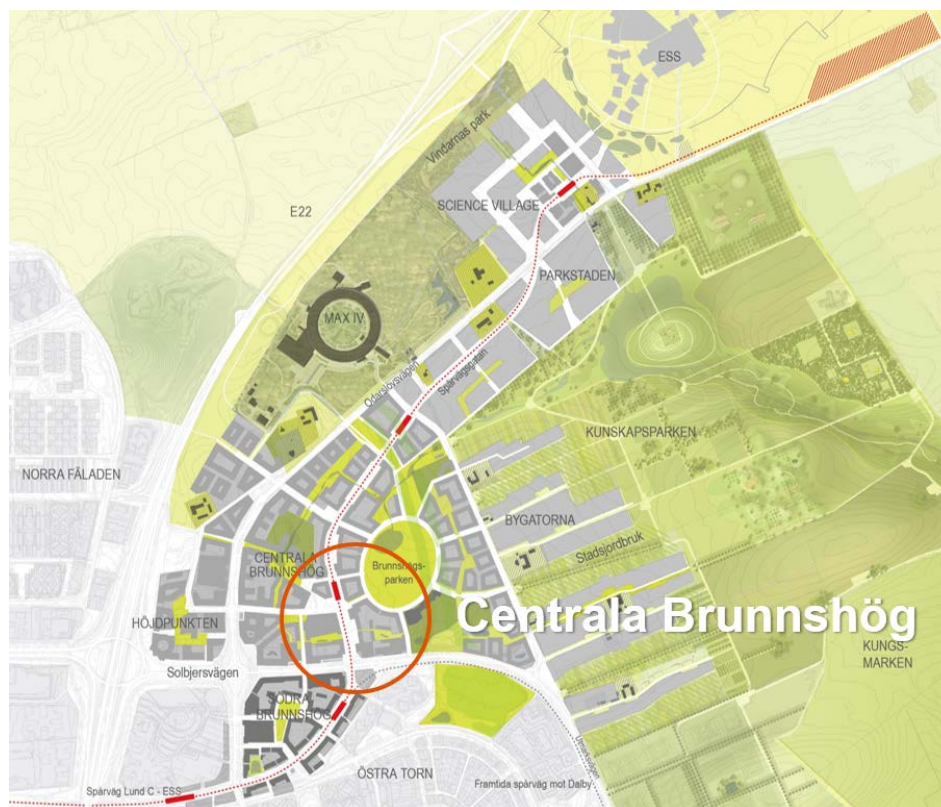 ESS
Vindarnas park
SCIENCE VILLAGE
E22
PARKSTADEN
MAX IV
Odarslövsvägen
Spårvägsgatan
KUNSKAPSPARKEN
NORRA FÄLADEN
BYGATORNA
Stadsjordbruk
CENTRALA
BRUNNSHÖG
Brunnshögs-
parken
Centrala Brunnshög
HÖJDPUNKTEN
KUNGS-
MARKEN
Solbjersvägen
SÖDRA
BRUNNSHÖG
ÖSTRA TORN
Framtida spårväg mot Dalby
Spårväg Lund C - ESS